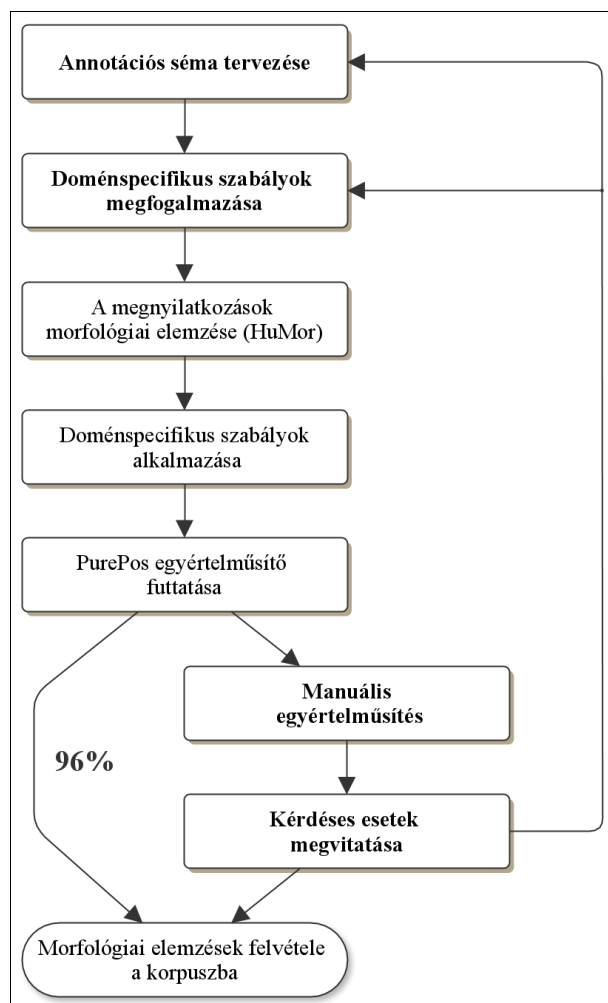 Annotációs séma tervezése
Doménspecifikus szabályok
megfogalmazása
A megnyilatkozások
morfológiai elemzése (HuMor)
Doménspecifikus szabályok
alkalmazása
PurePos egyértelműsítő
futtatása
Manuális
egyértelműsítés
96%
Kérdéses esetek
megvitatása
Morfológiai elemzések felvétele
a korpuszba